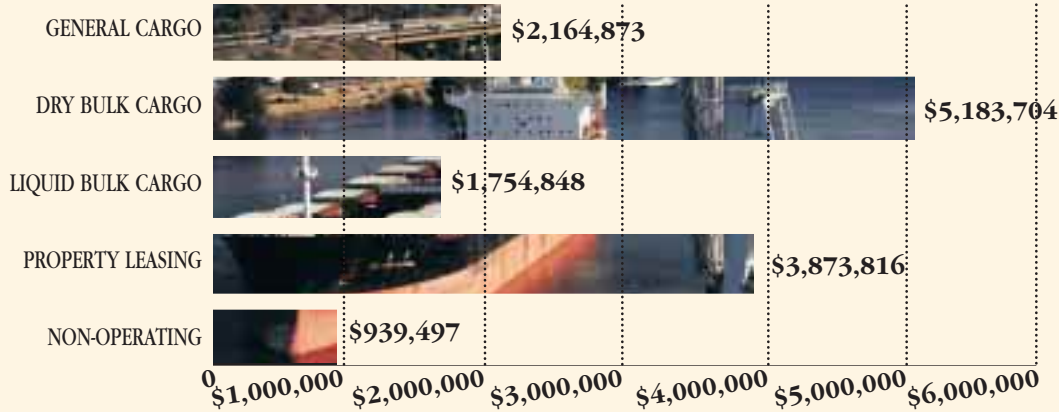 GENERAL CARGO $2,164,873
DRY BULK CARGO $5,183,704
LIQUID BULK CARGO $1,754,848
PROPERTY LEASING $3,873,816
NON-OPERATING $939,497
0 $1,000,000 $2,000,000 $3,000,000 $4,000,000 $5,000,000 $6,000,000